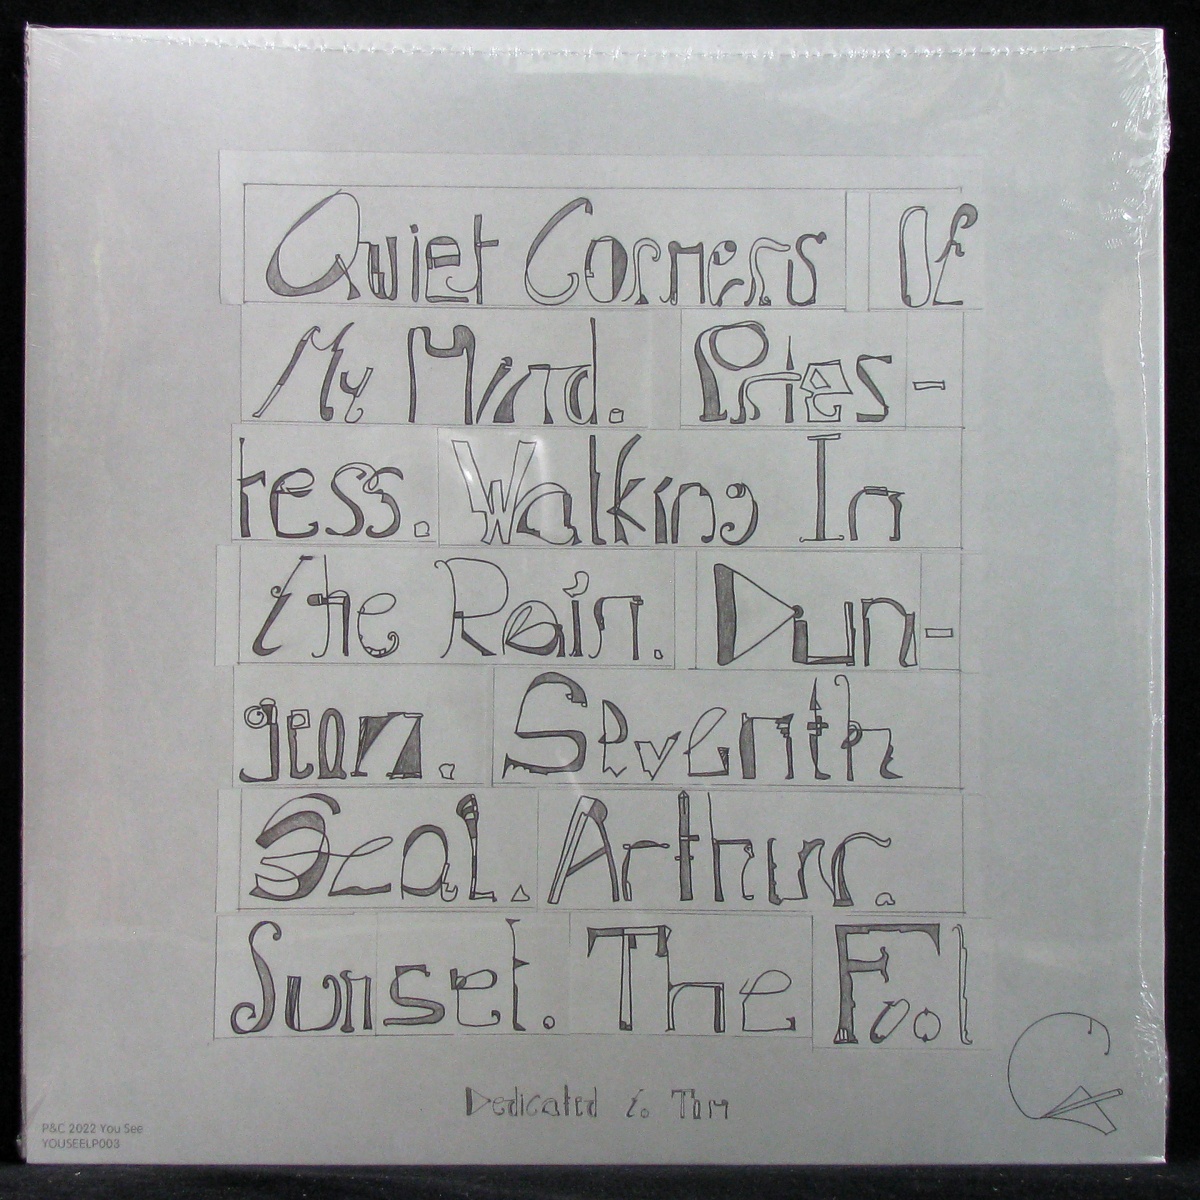 Quiet Corners Of
My Mind. Pries-
tess. Walking In
the Rain. Dun-
geon. Seventh
Seal. Arthur.
Sunset. The Fool
Dedicated to Tom
P&C 2022 You See
YOUSEELP003